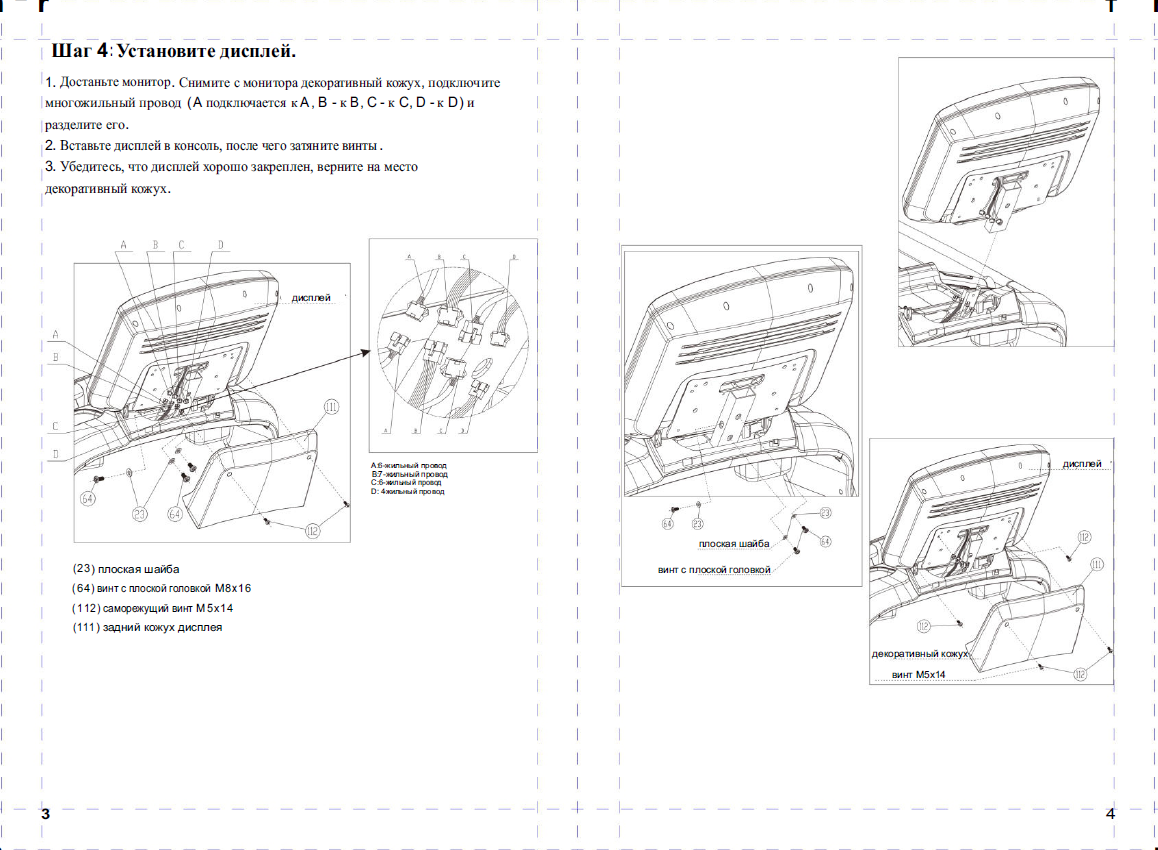 Шаг 4: Установите дисплей.
1. Достаньте монитор. Снимите с монитора декоративный кожух, подключите
многожильный провод (A подключается к A, B - к B, C - к C, D - к D) и
разделите его.
2. Вставьте дисплей в консоль, после чего затяните винты.
3. Убедитесь, что дисплей хорошо закреплен, верните на место
декоративный кожух.
A B C D
дисплей
A
B
C
D
111
64
23
64
112
A B C D
A B C D
A:6-жильный провод
B:7-жильный провод
C:6-жильный провод
D: 4жильный провод
(23) плоская шайба
(64) винт с плоской головкой M8x16
(112) саморежущий винт M5x14
(111) задний кожух дисплея
3
64
23
23
64
плоская шайба
винт с плоской головкой
дисплей
112
111
112
декоративный кожух
винт M5x14
112
4